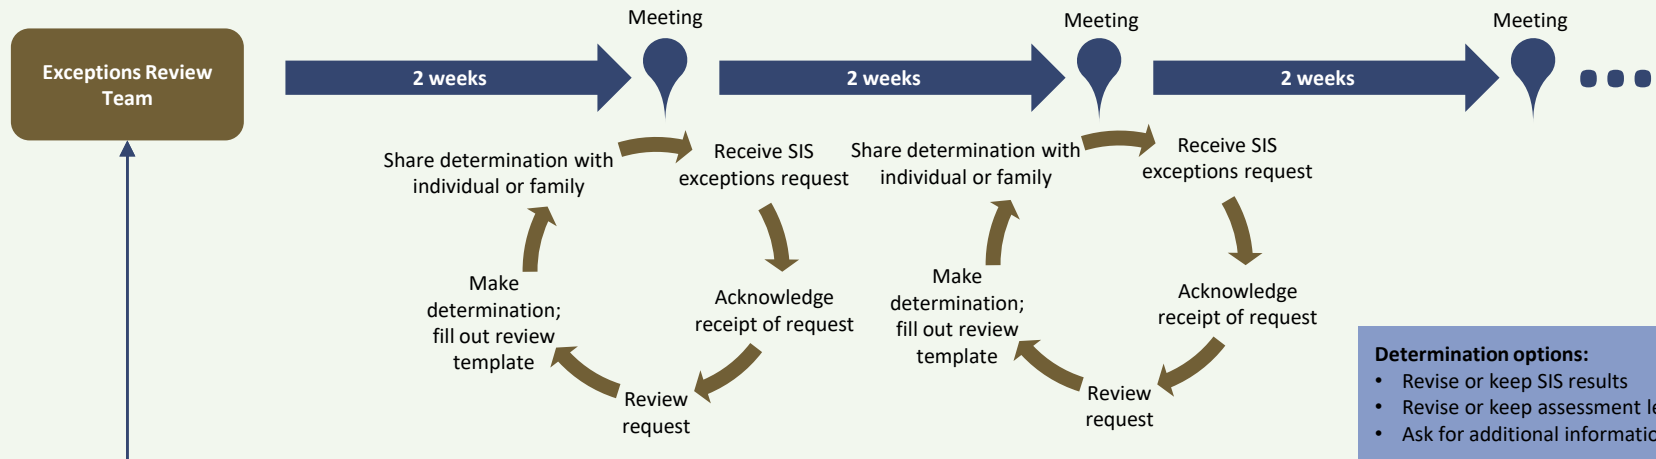 Meeting
Meeting
Meeting
Exceptions Review
Team
2 weeks
2 weeks
2 weeks
Share determination with
individual or family
Receive SIS
exceptions request
Acknowledge
receipt of request
Review
request
Make
determination;
fill out review
template
Share determination with
individual or family
Receive SIS
exceptions request
Acknowledge
receipt of request
Review
request
Make
determination;
fill out review
template
Determination options:
• Revise or keep SIS results
• Revise or keep assessment
• Ask for additional